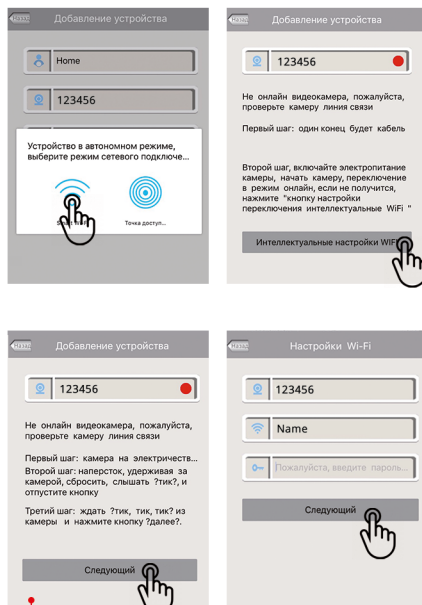 Добавление устройства
Home
123456
Устройство в автономном режиме,
выберите режим сетевого подключе...
Точка доступ...
Добавление устройства
123456
Не онлайн видеокамера, пожалуйста,
проверьте камеру линия связи
Первый шаг: один конец будет кабель
Второй шаг, включайте электропитание
камеры, начать камеру, переключение
в режим онлайн, если не получится,
нажмите "кнопку настройки
переключения интеллектуальные WiFi "
Интеллектуальные настройки WIFI
Добавление устройства
123456
Не онлайн видеокамера, пожалуйста,
проверьте камеру линия связи
Первый шаг: камера на электричеств...
Второй шаг: наперсток, удерживая за
камерой, сбросить, слышать ?тик?, и
отпустите кнопку
Третий шаг: ждать ?тик, тик, тик? из
камеры и нажмите кнопку ?далее?.
Следующий
Настройки Wi-Fi
123456
Name
Пожалуйста, введите пароль...
Следующий